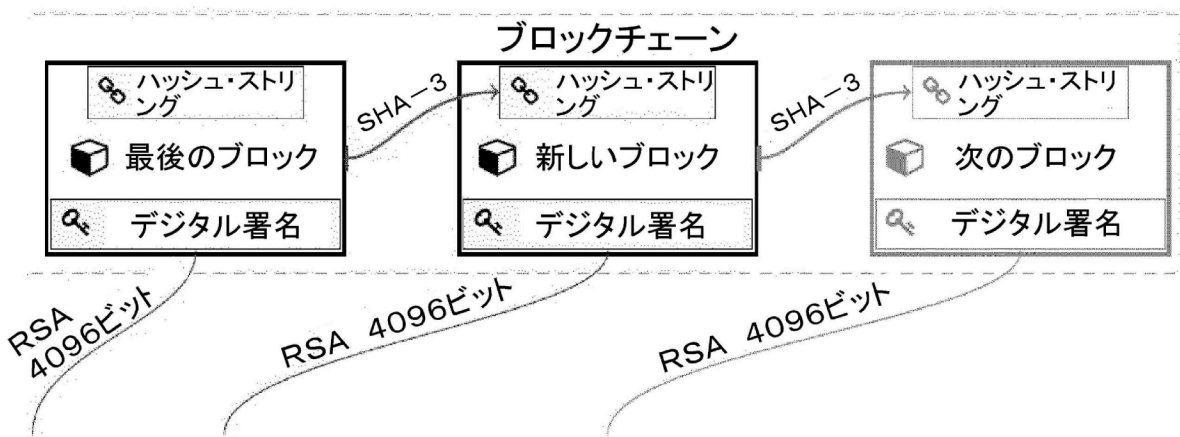 ブロックチェーン
ハッシュ・ストリ
ング
最後のブロック
デジタル署名
SHA-3
ハッシュ・ストリ
ング
新しいブロック
デジタル署名
SHA-3
ハッシュ・ストリ
ング
次のブロック
デジタル署名
RSA
4096ビット
RSA 4096ビット
RSA 4096ビット